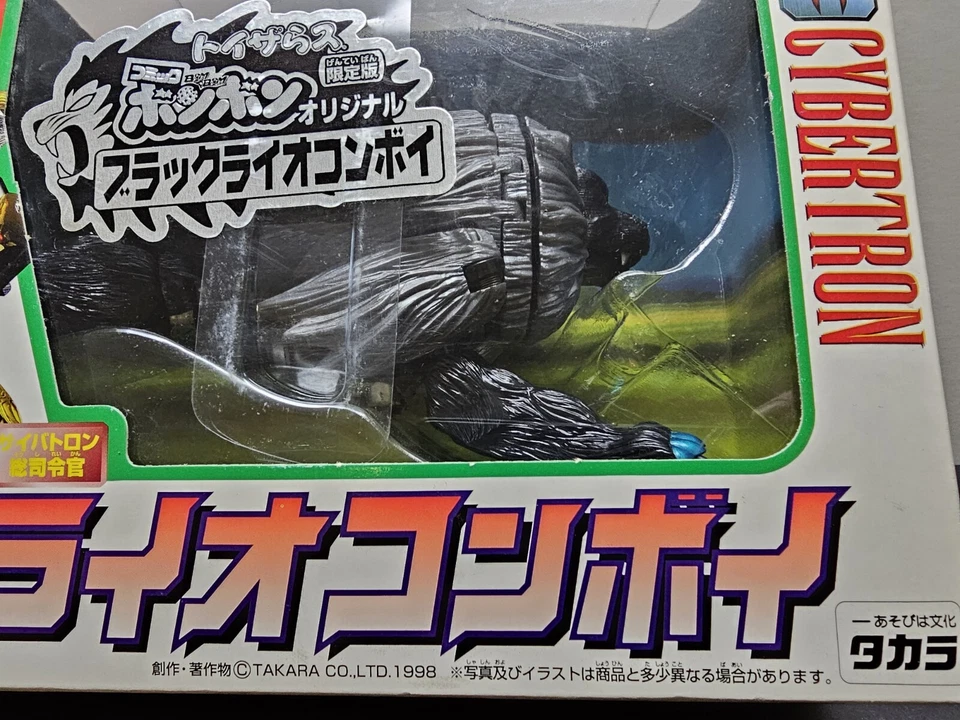 トイザらス
コミック
ボンボン
オリジナル
げんてい ばん
限定版
ブラックライオコンボイ
CYBERTRON
サイバトロン
総司令官
ライオコンボイ
創作・著作物©TAKARA CO.,LTD.1998 ※写真及びイラストは商品と多少異なる場合があります。
ーあそびは文化
タカラ